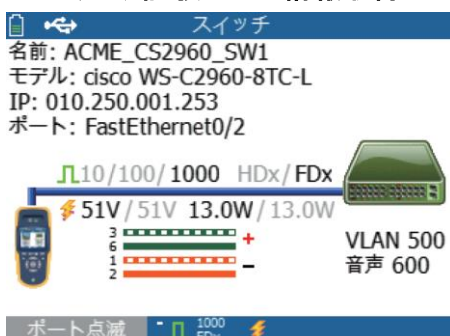 スイッチ
名前: ACME_CS2960_SW1
モデル: cisco WS-C2960-8TC-L
IP: 010.250.001.253
ポート: FastEthernet0/2
10/100/1000 HDx/FDx
51V/51V 13.0W/13.0W
3
6
+
1
2
−
VLAN 500
音声 600
ポート点滅
1000
FDx